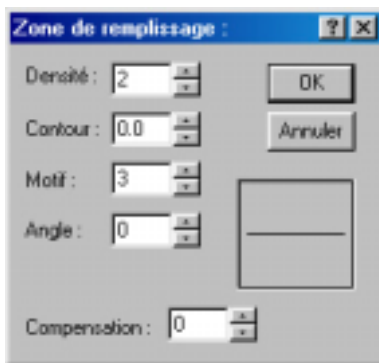 Zone de remplissage :
Densité : 2
OK
Contour : 0.0
Annuler
Motif : 3
Angle : 0
Compensation : 0